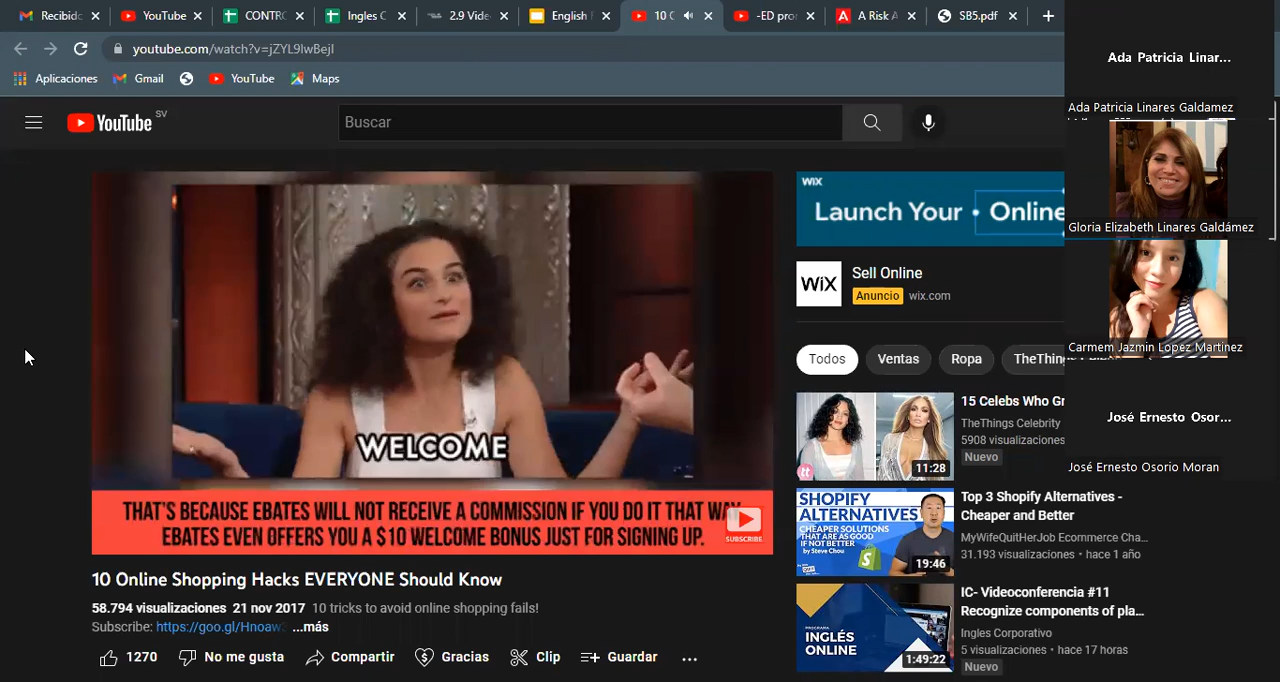 Recibido
YouTube
CONTRO
Ingles C
2.9 Vide
English
10 O
-ED pro
A Risk A
SB5.pdf
youtube.com/watch?v=jZYL9lwBejI
Aplicaciones
Gmail
YouTube
Maps
YouTube SV
Buscar
WELCOME
THAT'S BECAUSE EBATES WILL NOT RECEIVE A COMMISSION IF YOU DO IT THAT WAY.
EBATES EVEN OFFERS YOU A $10 WELCOME BONUS JUST FOR SIGNING UP.
SUBSCRIBE
10 Online Shopping Hacks EVERYONE Should Know
58.794 visualizaciones 21 nov 2017 10 tricks to avoid online shopping fails!
Subscribe: https://goo.gl/Hnoaw ...más
1270
No me gusta
Compartir
Gracias
Clip
Guardar
WiX
Launch Your • Online
WiX
Sell Online
Anuncio wix.com
Todos
Ventas
Ropa
TheThings
11:28
15 Celebs Who Gr
TheThings Celebrity
5908 visualizaciones
Nuevo
SHOPIFY
ALTERNATIVES
CHEAPER SOLUTIONS
THAT ARE AS GOOD
IF NOT BETTER
by Steve Chou
19:46
Top 3 Shopify Alternatives -
Cheaper and Better
MyWifeQuitHerJob Ecommerce Cha...
31.193 visualizaciones • hace 1 año
PROGRAMA
INGLÉS
ONLINE
1:49:22
IC- Videoconferencia #11
Recognize components of pla...
Ingles Corporativo
5 visualizaciones • hace 17 horas
Nuevo
Ada Patricia Linar...
Ada Patricia Linares Galdamez
Gloria Elizabeth Linares Galdámez
Carmem Jazmin Lopez Martinez
José Ernesto Osor...
José Ernesto Osorio Moran